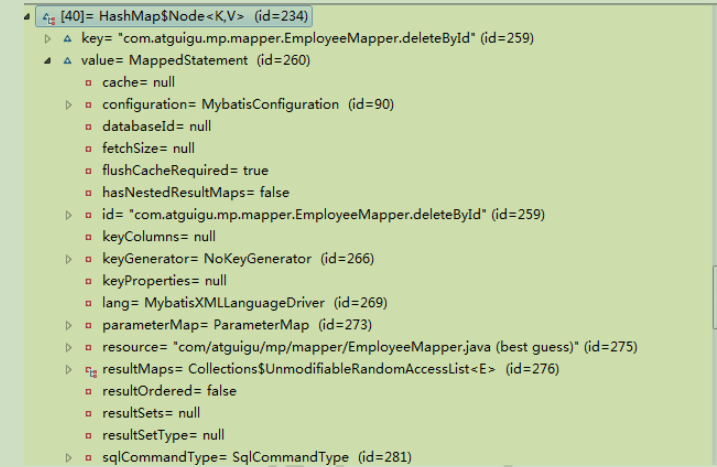 [40]= HashMap$Node<K,V> (id=234)
key= "com.atguigu.mp.mapper.EmployeeMapper.deleteById" (id=259)
value= MappedStatement (id=260)
cache= null
configuration= MybatisConfiguration (id=90)
databaseId= null
fetchSize= null
flushCacheRequired= true
hasNestedResultMaps= false
id= "com.atguigu.mp.mapper.EmployeeMapper.deleteById" (id=259)
keyColumns= null
keyGenerator= NoKeyGenerator (id=266)
keyProperties= null
lang= MybatisXMLLanguageDriver (id=269)
parameterMap= ParameterMap (id=273)
resource= "com/atguigu/mp/mapper/EmployeeMapper.java (best guess)" (id=275)
resultMaps= Collections$UnmodifiableRandomAccessList<E> (id=276)
resultOrdered= false
resultSets= null
resultSetType= null
sqlCommandType= SqlCommandType (id=281)